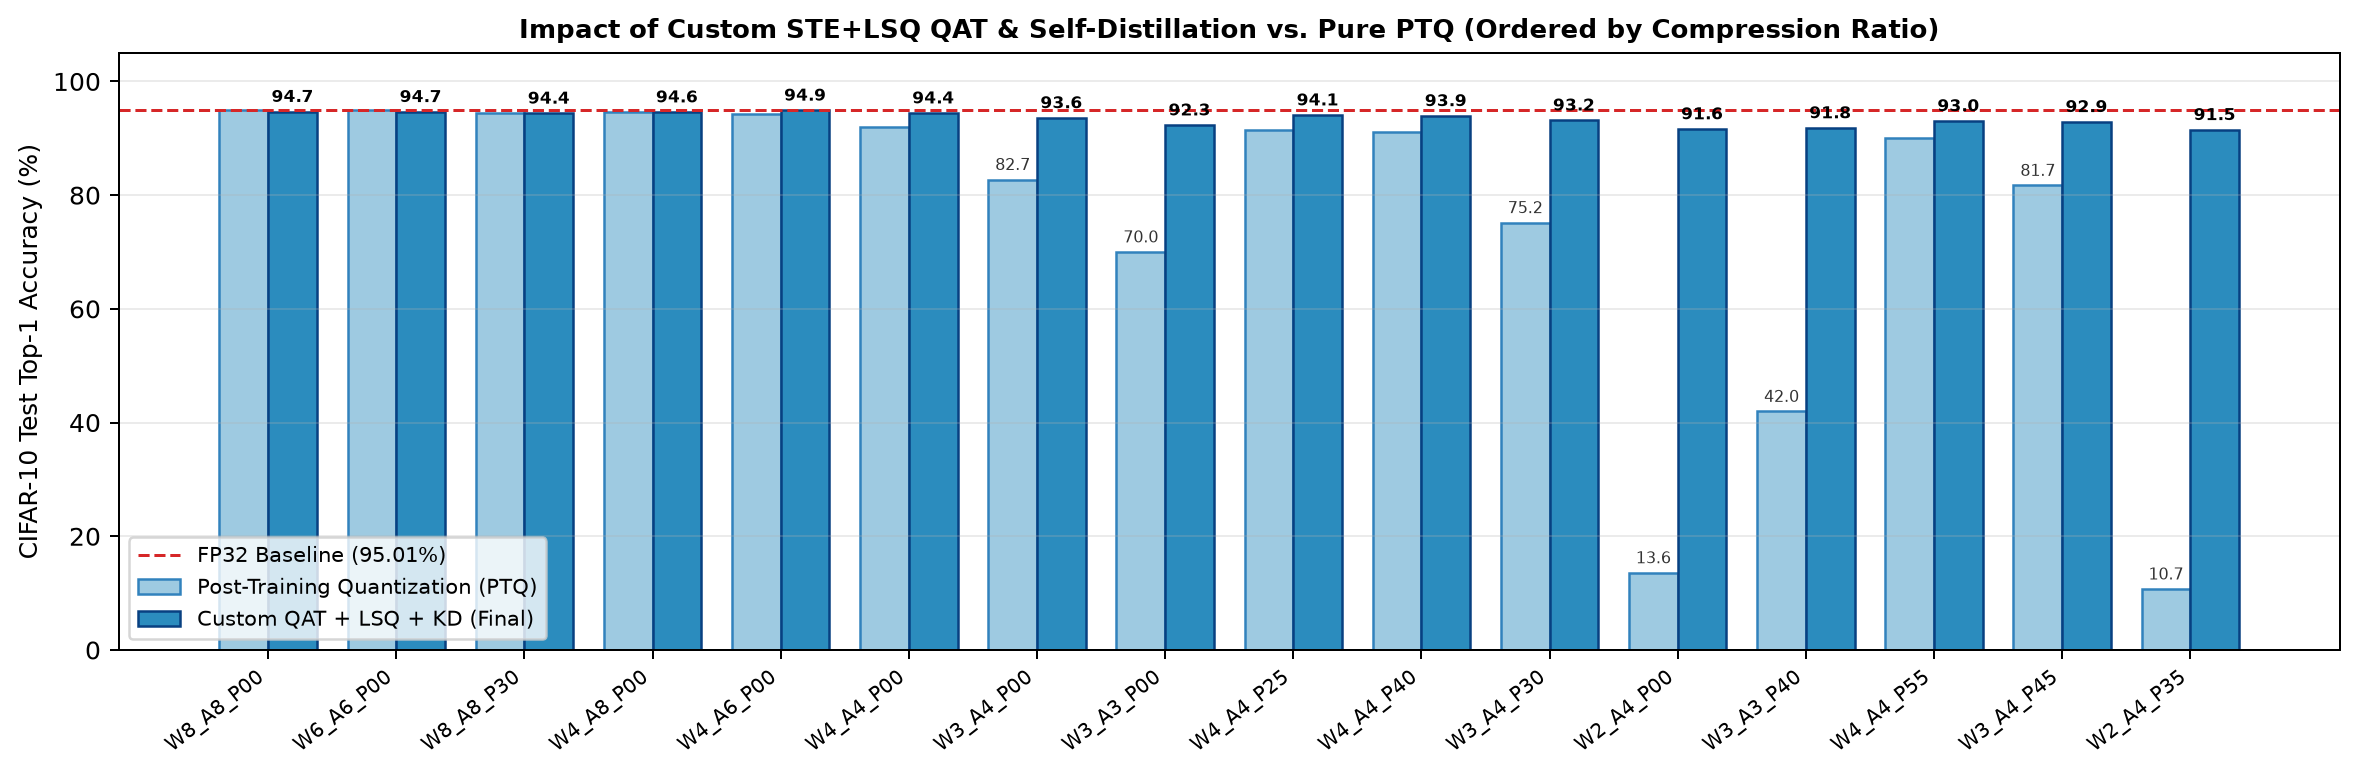 Impact of Custom STE+LSQ QAT & Self-Distillation vs. Pure PTQ (Ordered by Compression Ratio)
CIFAR-10 Test Top-1 Accuracy (%)
100
80
60
40
20
0
94.7
94.7
94.4
94.6
94.9
94.4
82.7
93.6
70.0
92.3
94.1
93.9
75.2
93.2
13.6
91.6
42.0
91.8
93.0
81.7
92.9
10.7
91.5
FP32 Baseline (95.01%)
Post-Training Quantization (PTQ)
Custom QAT + LSQ + KD (Final)
W8_A8_P00
W6_A6_P00
W8_A8_P30
W4_A8_P00
W4_A6_P00
W4_A4_P00
W3_A4_P00
W3_A3_P00
W4_A4_P25
W4_A4_P40
W3_A4_P30
W2_A4_P00
W3_A3_P40
W4_A4_P55
W3_A4_P45
W2_A4_P35